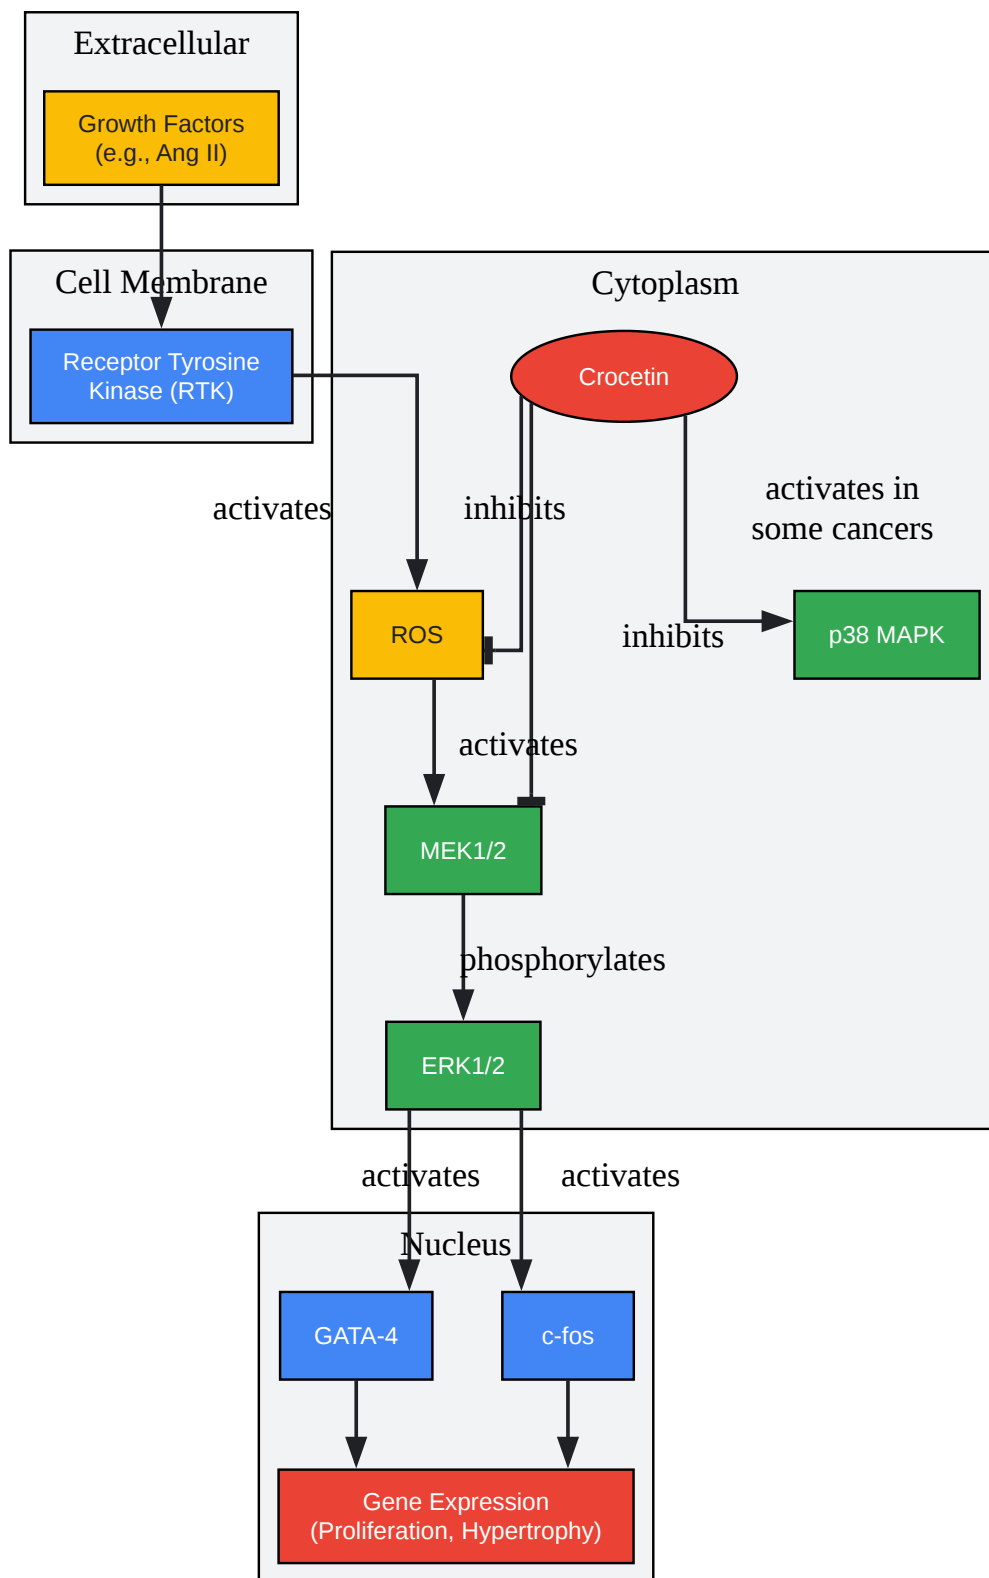 Extracellular
Growth Factors
(e.g., Ang II)
Cell Membrane
Receptor Tyrosine
Kinase (RTK)
Cytoplasm
Crocetin
activates
inhibits
activates in
some cancers
ROS
inhibits
p38 MAPK
activates
MEK1/2
phosphorylates
ERK1/2
activates
activates
Nucleus
GATA-4
c-fos
Gene Expression
(Proliferation, Hypertrophy)